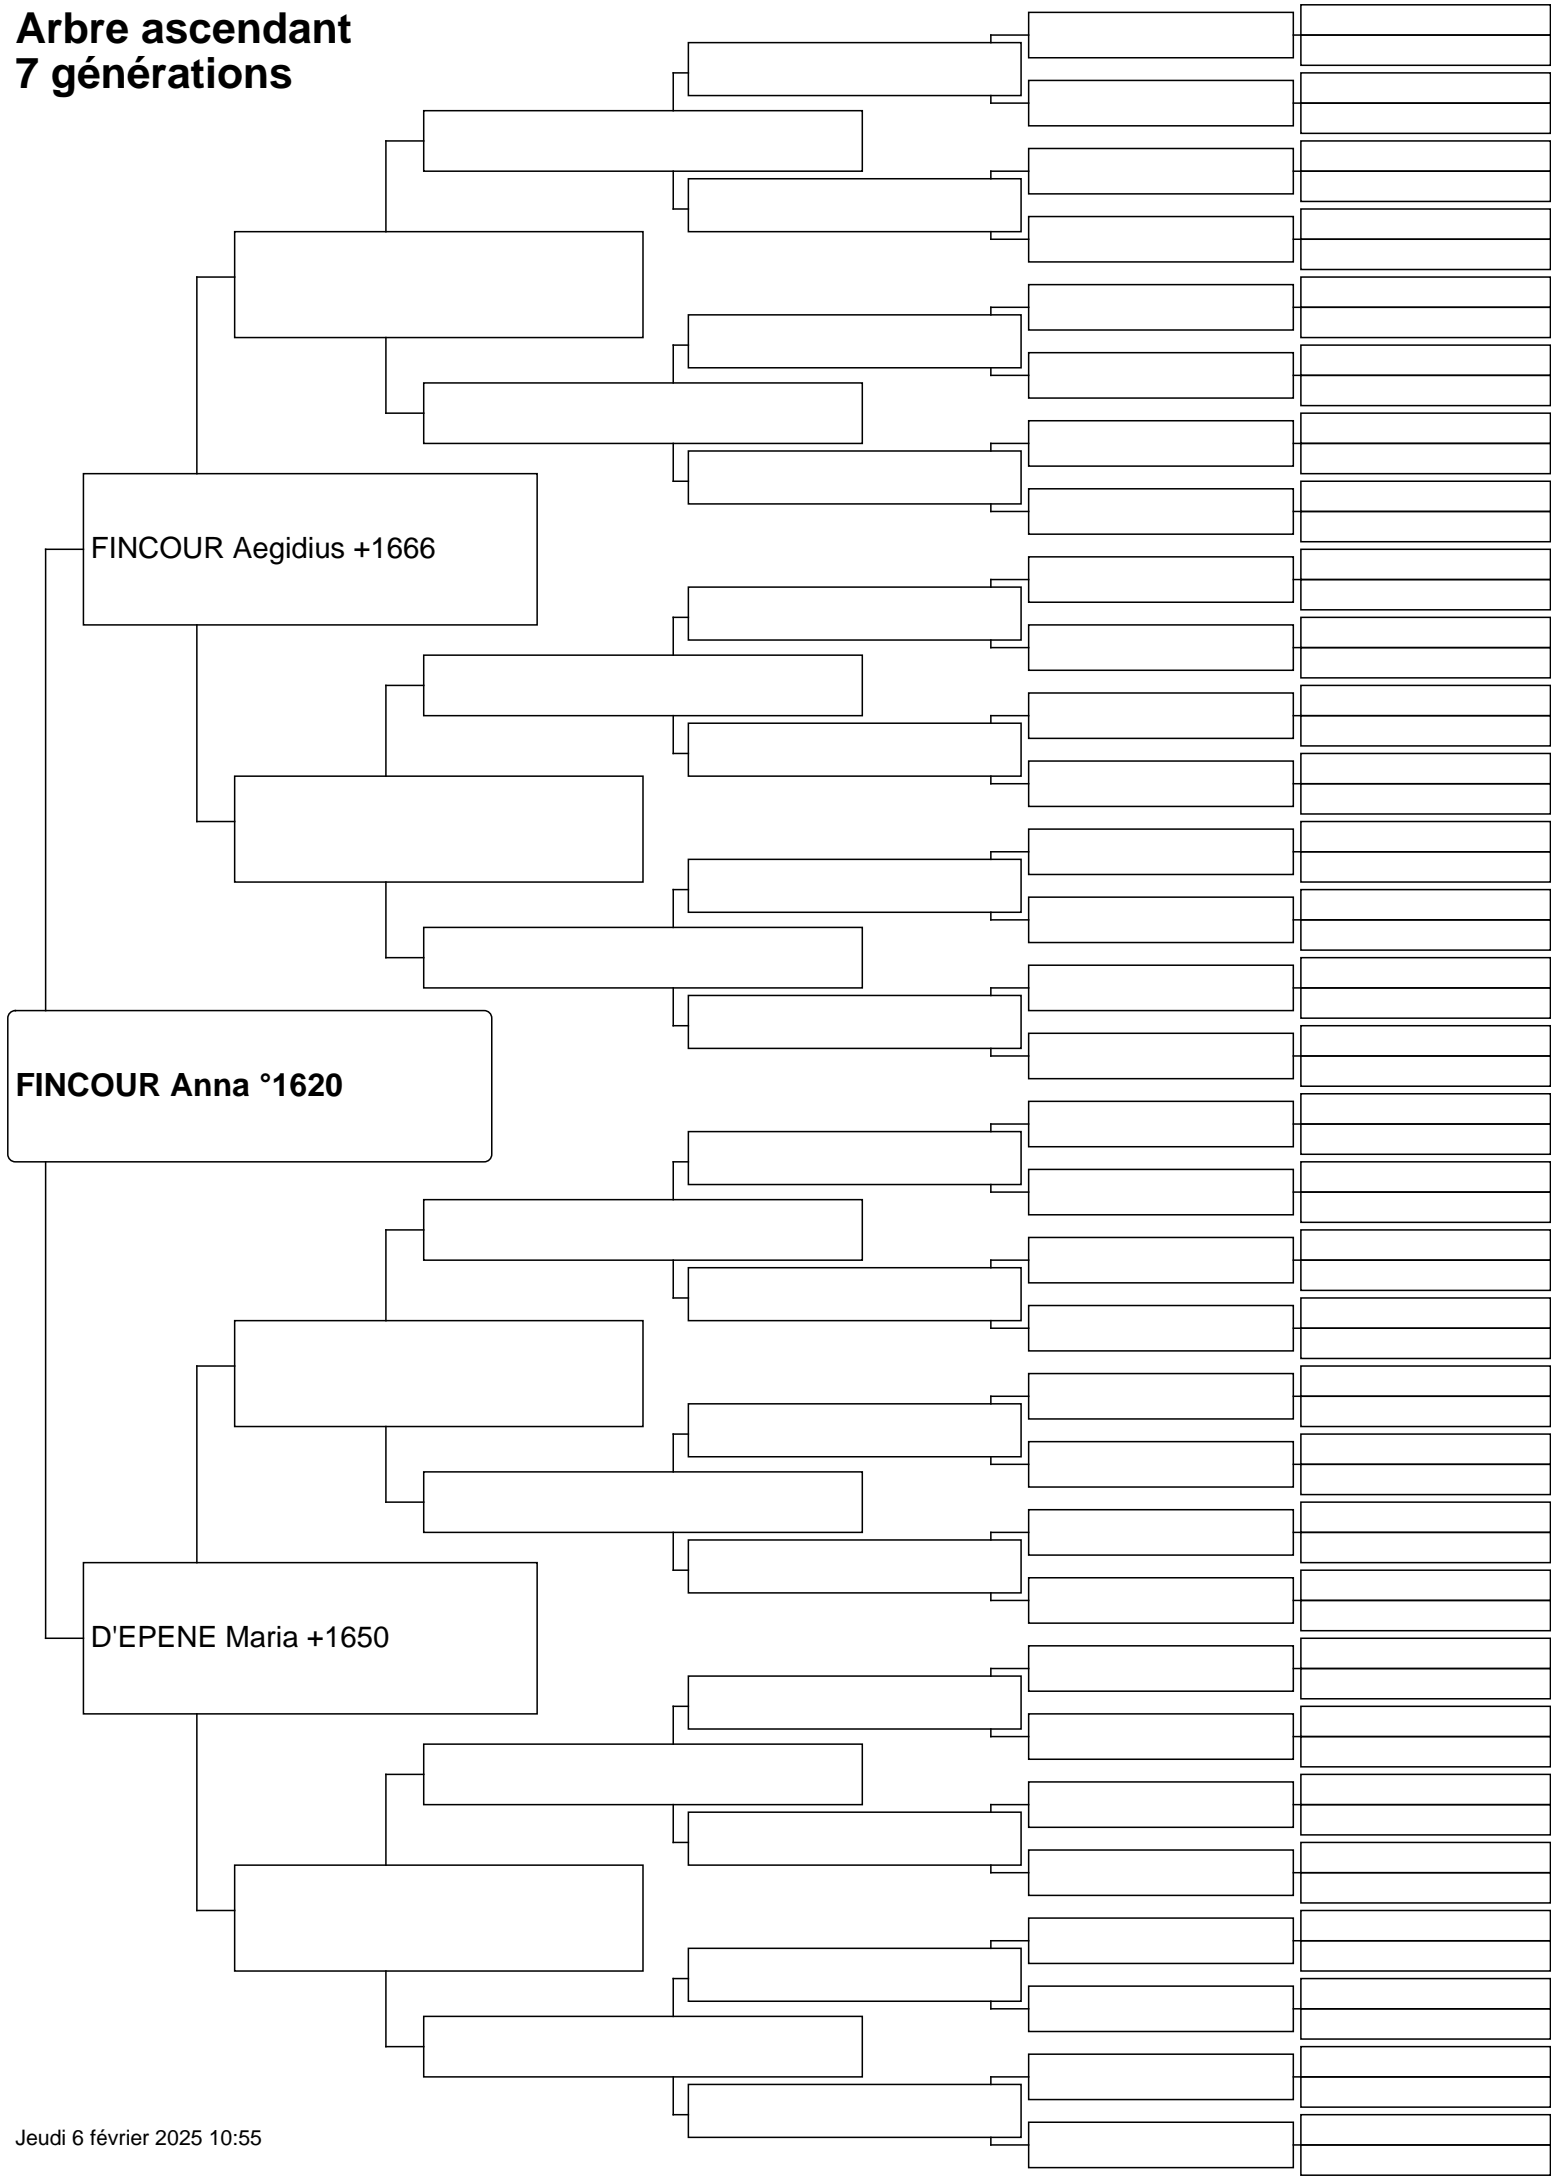 Arbre ascendant
7 générations
FINCOUR Aegidius +1666
FINCOUR Anna °1620
D'EPENE Maria +1650
Jeudi 6 février 2025 10:55